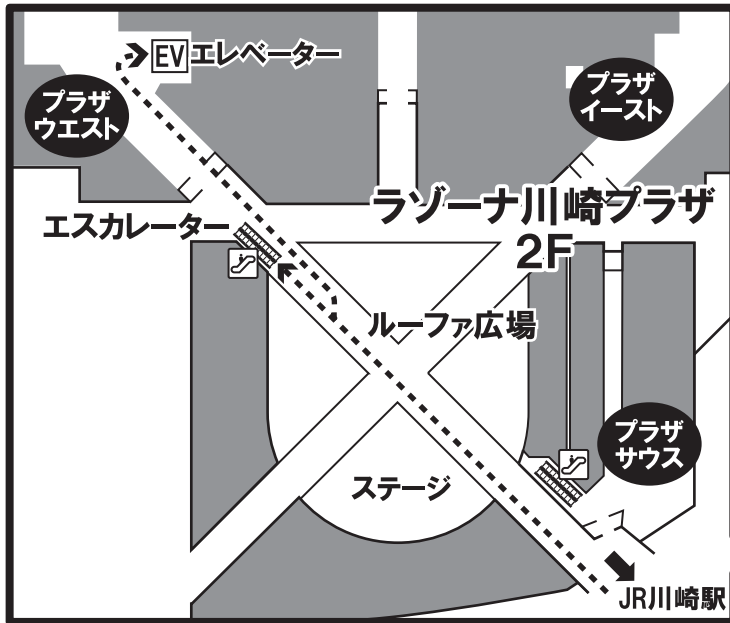 EV エレベーター
プラザ
ウエスト
プラザ
イースト
ラゾーナ川崎プラザ
2F
エスカレーター
ルーファ広場
プラザ
サウス
ステージ
JR川崎駅